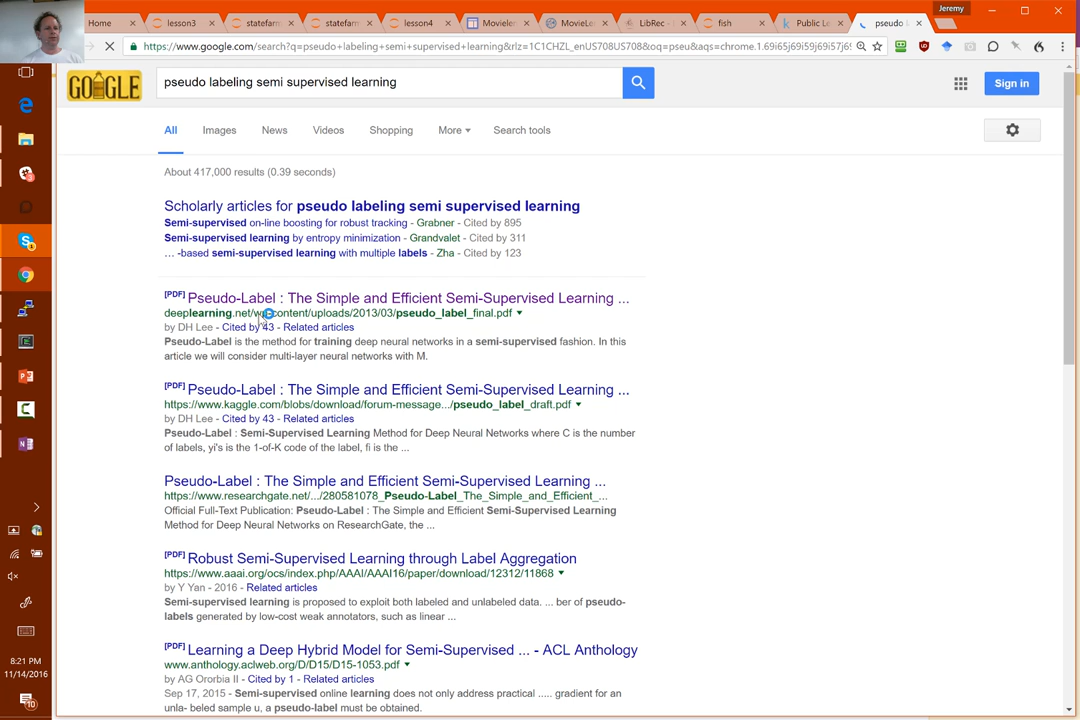 Jeremy
Home
lesson3
statefarm
statefarm
lesson4
Movielen
MovieLen
LibRec -
fish
Public Le
pseudo l
https://www.google.com/search?q=pseudo+labeling+semi+supervised+learning&rlz=1C1CHZL_enUS708US708&oq=pseu&aqs=chrome.1.69i65j69i59j69i57j69i
GOOGLE
pseudo labeling semi supervised learning
Sign in
All
Images
News
Videos
Shopping
More
Search tools
About 417,000 results (0.39 seconds)
Scholarly articles for pseudo labeling semi supervised learning
Semi-supervised on-line boosting for robust tracking - Grabner - Cited by 895
Semi-supervised learning by entropy minimization - Grandvalet - Cited by 311
... -based semi-supervised learning with multiple labels - Zha - Cited by 123
[PDF] Pseudo-Label : The Simple and Efficient Semi-Supervised Learning ...
deeplearning.net/wp-content/uploads/2013/03/pseudo_label_final.pdf
by DH Lee - Cited by 43 - Related articles
Pseudo-Label is the method for training deep neural networks in a semi-supervised fashion. In this
article we will consider multi-layer neural networks with M.
[PDF] Pseudo-Label : The Simple and Efficient Semi-Supervised Learning ...
https://www.kaggle.com/blobs/download/forum-message.../pseudo_label_draft.pdf
by DH Lee - Cited by 43 - Related articles
Pseudo-Label : Semi-Supervised Learning Method for Deep Neural Networks where C is the number
of labels, yi's is the 1-of-K code of the label, fi is the ...
Pseudo-Label : The Simple and Efficient Semi-Supervised Learning ...
https://www.researchgate.net/.../280581078_Pseudo-Label_The_Simple_and_Efficient_...
Official Full-Text Publication: Pseudo-Label : The Simple and Efficient Semi-Supervised Learning
Method for Deep Neural Networks on ResearchGate, the ...
[PDF] Robust Semi-Supervised Learning through Label Aggregation
https://www.aaai.org/ocs/index.php/AAAI/AAAI16/paper/download/12312/11868
by Y Yan - 2016 - Related articles
Semi-supervised learning is proposed to exploit both labeled and unlabeled data. ... ber of pseudo-
labels generated by low-cost weak annotators, such as linear ...
[PDF] Learning a Deep Hybrid Model for Semi-Supervised ... - ACL Anthology
www.anthology.aclweb.org/D/D15/D15-1053.pdf
by AG Ororbia II - Cited by 1 - Related articles
Sep 17, 2015 - Semi-supervised online learning does not only address practical ..... gradient for an
unla- beled sample u, a pseudo-label must be obtained.
8:21 PM
11/14/2016
10